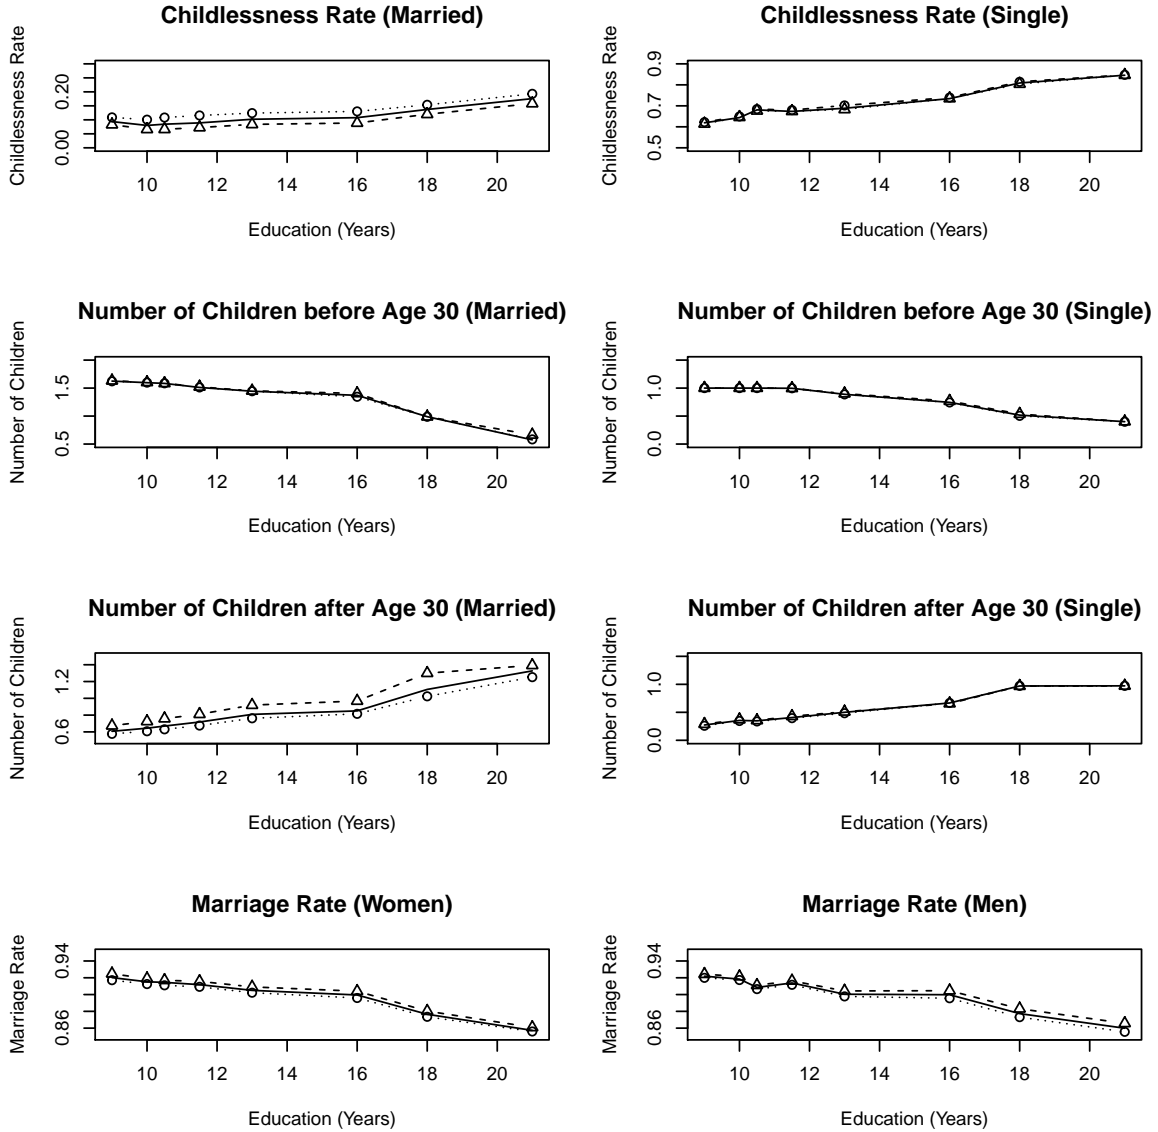 Childlessness Rate (Married)
Childlessness Rate
0.00 0.20
10 12 14 16 18 20
Education (Years)
Childlessness Rate (Single)
Childlessness Rate
0.5 0.7 0.9
10 12 14 16 18 20
Education (Years)
Number of Children before Age 30 (Married)
Number of Children
0.5 1.5
10 12 14 16 18 20
Education (Years)
Number of Children before Age 30 (Single)
Number of Children
0.0 1.0
10 12 14 16 18 20
Education (Years)
Number of Children after Age 30 (Married)
Number of Children
0.6 1.2
10 12 14 16 18 20
Education (Years)
Number of Children after Age 30 (Single)
Number of Children
0.0 1.0
10 12 14 16 18 20
Education (Years)
Marriage Rate (Women)
Marriage Rate
0.86 0.94
10 12 14 16 18 20
Education (Years)
Marriage Rate (Men)
Marriage Rate
0.86 0.94
10 12 14 16 18 20
Education (Years)